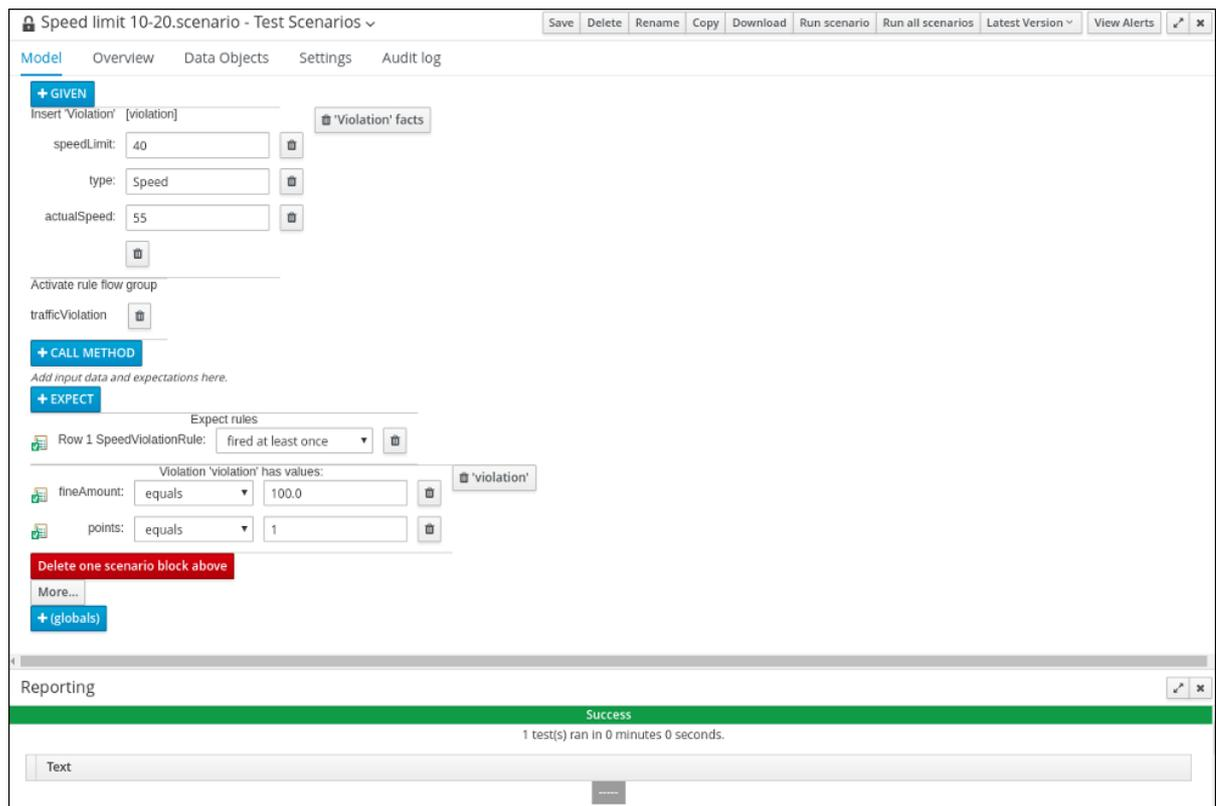 Speed limit 10-20.scenario - Test Scenarios
Save Delete Rename Copy Download Run scenario Run all scenarios Latest Version View Alerts
Model Overview Data Objects Settings Audit log
+ GIVEN
Insert 'Violation' [violation] 'Violation' facts
speedLimit: 40
type: Speed
actualSpeed: 55
Activate rule flow group
trafficViolation
+ CALL METHOD
Add input data and expectations here.
+ EXPECT
Expect rules
Row 1 SpeedViolationRule: fired at least once
Violation 'violation' has values: 'violation'
fineAmount: equals 100.0
points: equals 1
Delete one scenario block above
More...
+ (globals)
Reporting
Success
1 test(s) ran in 0 minutes 0 seconds.
Text
-----